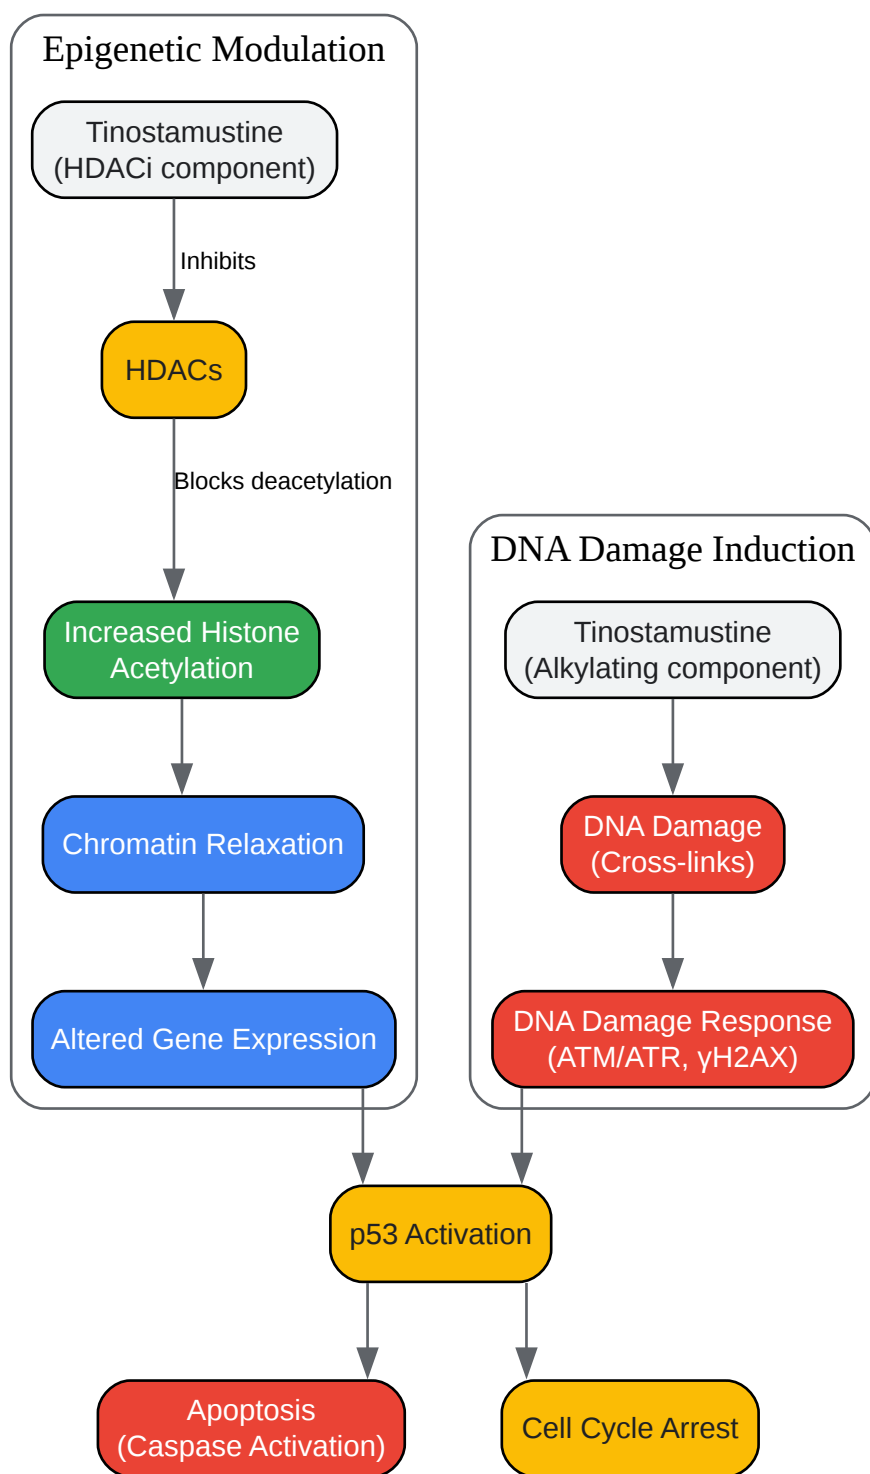 Epigenetic Modulation
Tinostamustine
(HDACi component)
Inhibits
HDACs
Blocks deacetylation
Increased Histone
Acetylation
Chromatin Relaxation
Altered Gene Expression
DNA Damage Induction
Tinostamustine
(Alkylating component)
DNA Damage
(Cross-links)
DNA Damage Response
(ATM/ATR, γH2AX)
p53 Activation
Apoptosis
(Caspase Activation)
Cell Cycle Arrest